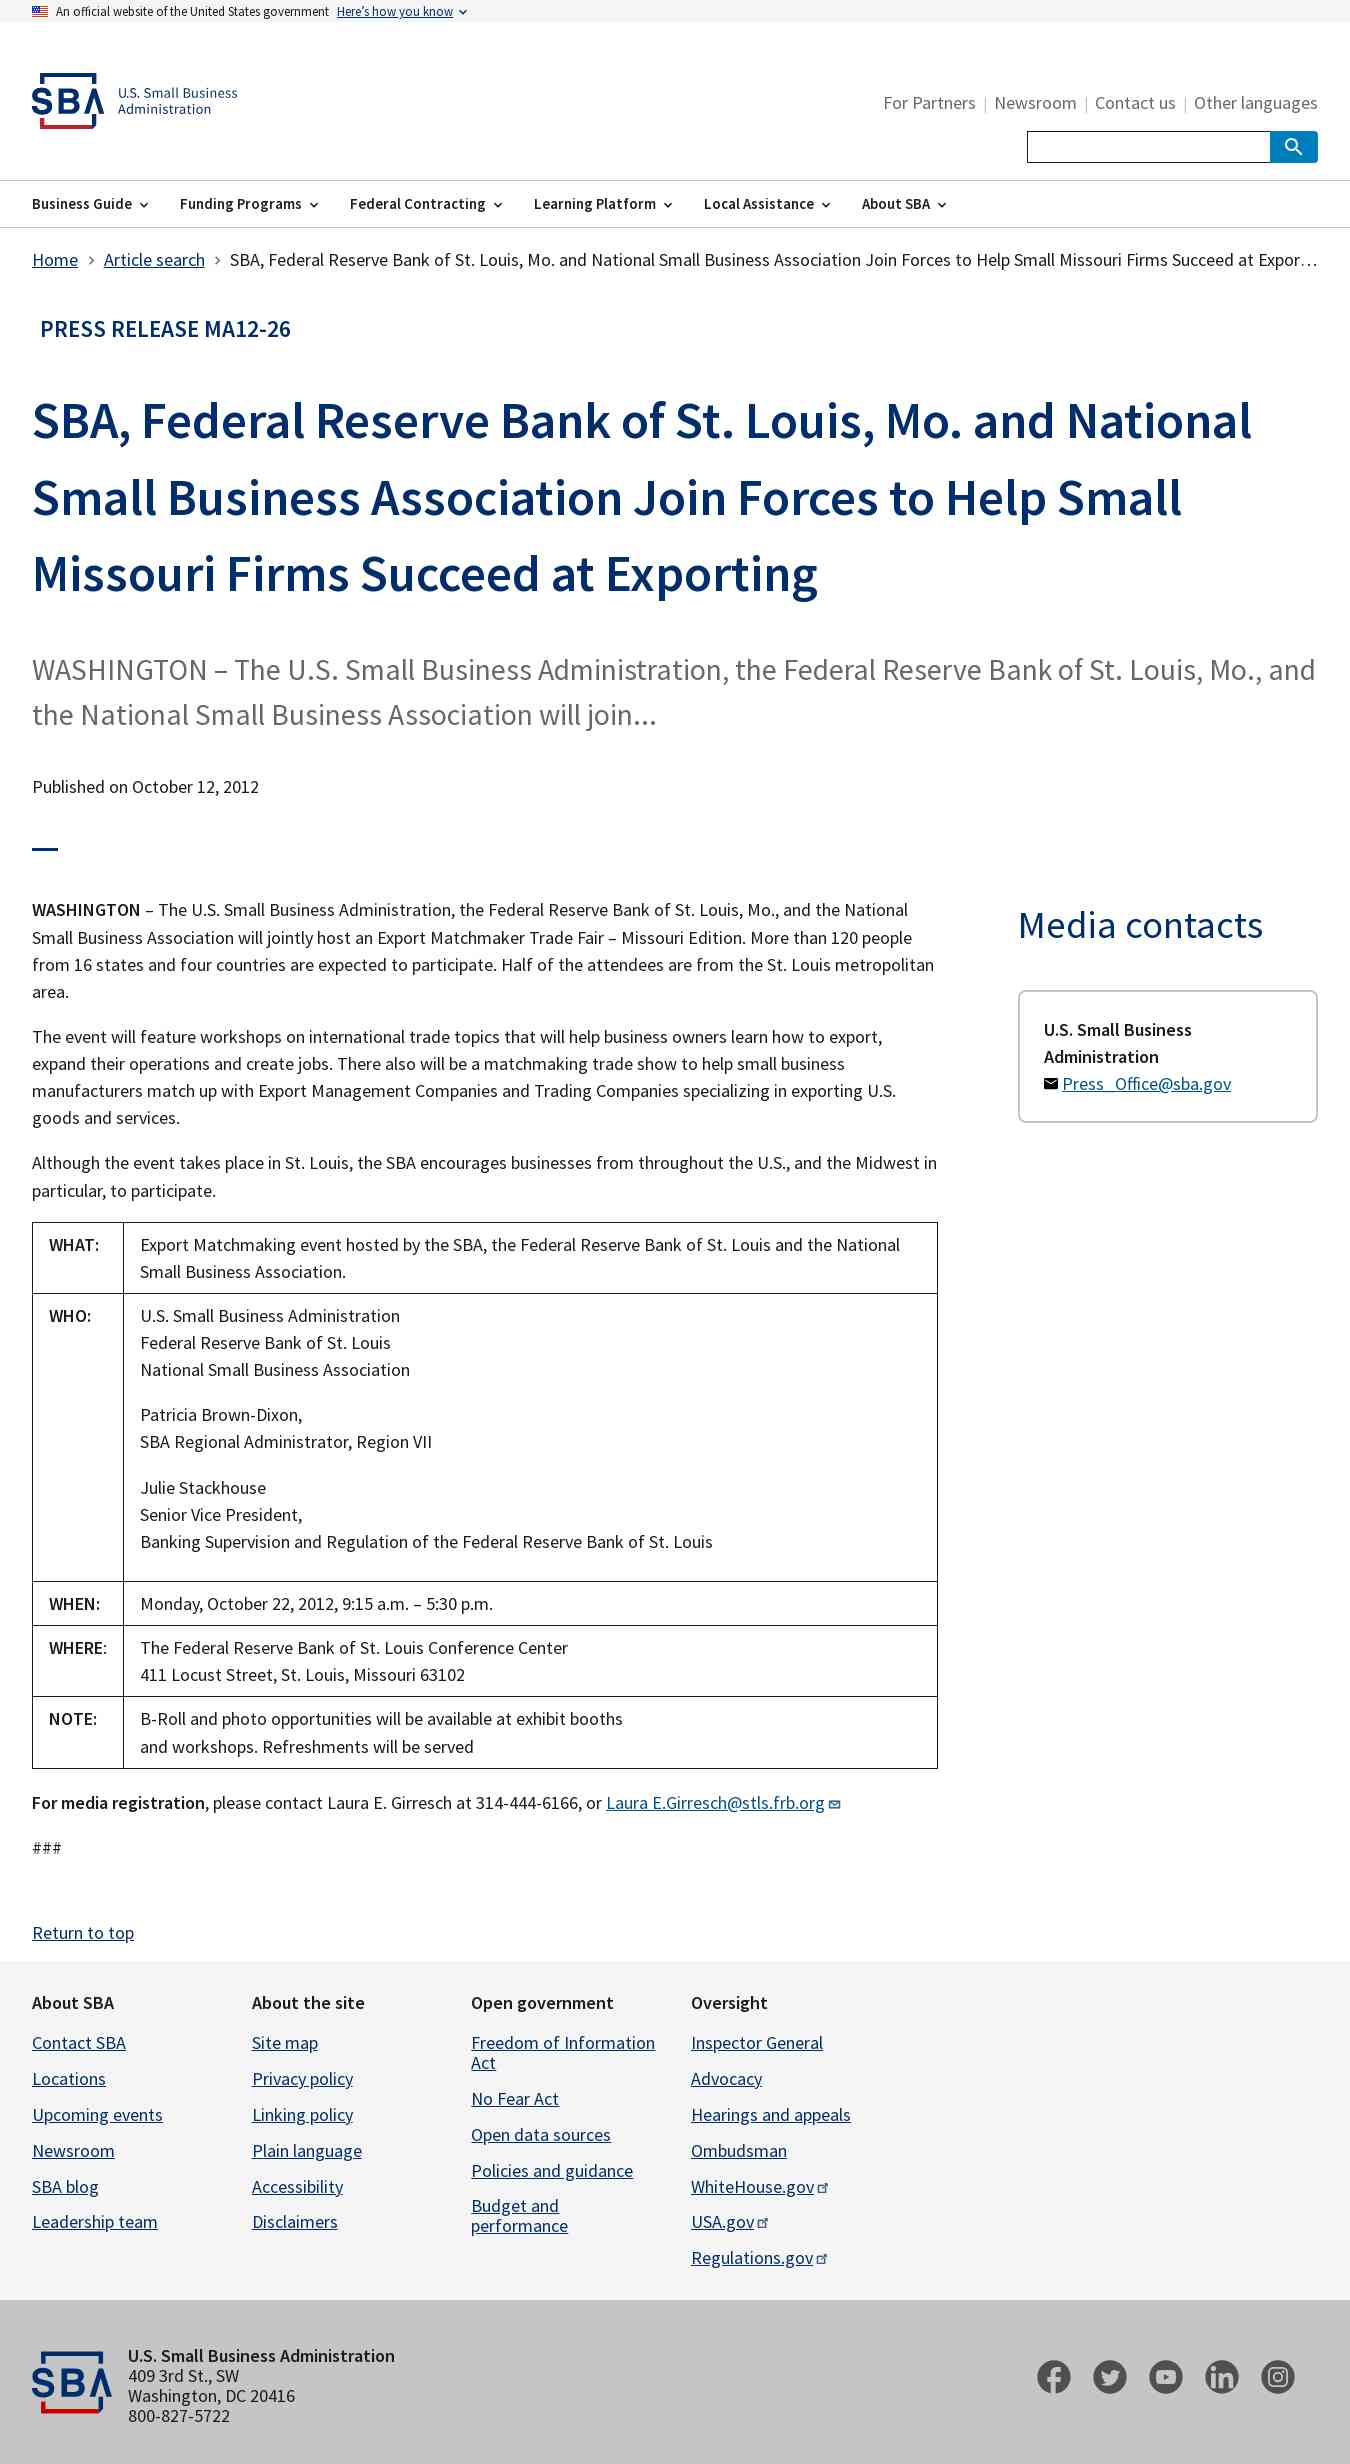 An official website of the United States government Here's how you know
SBA U.S. Small Business
Administration
For Partners | Newsroom | Contact us | Other languages
Business Guide Funding Programs Federal Contracting Learning Platform Local Assistance About SBA
Home Article search SBA, Federal Reserve Bank of St. Louis, Mo. and National Small Business Association Join Forces to Help Small Missouri Firms Succeed at Expor…
PRESS RELEASE MA12-26
SBA, Federal Reserve Bank of St. Louis, Mo. and National
Small Business Association Join Forces to Help Small
Missouri Firms Succeed at Exporting
WASHINGTON – The U.S. Small Business Administration, the Federal Reserve Bank of St. Louis, Mo., and
the National Small Business Association will join...
Published on October 12, 2012
WASHINGTON – The U.S. Small Business Administration, the Federal Reserve Bank of St. Louis, Mo., and the National
Small Business Association will jointly host an Export Matchmaker Trade Fair – Missouri Edition. More than 120 people
from 16 states and four countries are expected to participate. Half of the attendees are from the St. Louis metropolitan
area.
The event will feature workshops on international trade topics that will help business owners learn how to export,
expand their operations and create jobs. There also will be a matchmaking trade show to help small business
manufacturers match up with Export Management Companies and Trading Companies specializing in exporting U.S.
goods and services.
Although the event takes place in St. Louis, the SBA encourages businesses from throughout the U.S., and the Midwest in
particular, to participate.
WHAT: Export Matchmaking event hosted by the SBA, the Federal Reserve Bank of St. Louis and the National
Small Business Association.
WHO: U.S. Small Business Administration
Federal Reserve Bank of St. Louis
National Small Business Association
Patricia Brown-Dixon,
SBA Regional Administrator, Region VII
Julie Stackhouse
Senior Vice President,
Banking Supervision and Regulation of the Federal Reserve Bank of St. Louis
WHEN: Monday, October 22, 2012, 9:15 a.m. – 5:30 p.m.
WHERE: The Federal Reserve Bank of St. Louis Conference Center
411 Locust Street, St. Louis, Missouri 63102
NOTE: B-Roll and photo opportunities will be available at exhibit booths
and workshops. Refreshments will be served
For media registration, please contact Laura E. Girresch at 314-444-6166, or Laura E.Girresch@stls.frb.org
###
Media contacts
U.S. Small Business
Administration
Press_Office@sba.gov
Return to top
About SBA
Contact SBA
Locations
Upcoming events
Newsroom
SBA blog
Leadership team
About the site
Site map
Privacy policy
Linking policy
Plain language
Accessibility
Disclaimers
Open government
Freedom of Information
Act
No Fear Act
Open data sources
Policies and guidance
Budget and
performance
Oversight
Inspector General
Advocacy
Hearings and appeals
Ombudsman
WhiteHouse.gov
USA.gov
Regulations.gov
SBA
U.S. Small Business Administration
409 3rd St., SW
Washington, DC 20416
800-827-5722